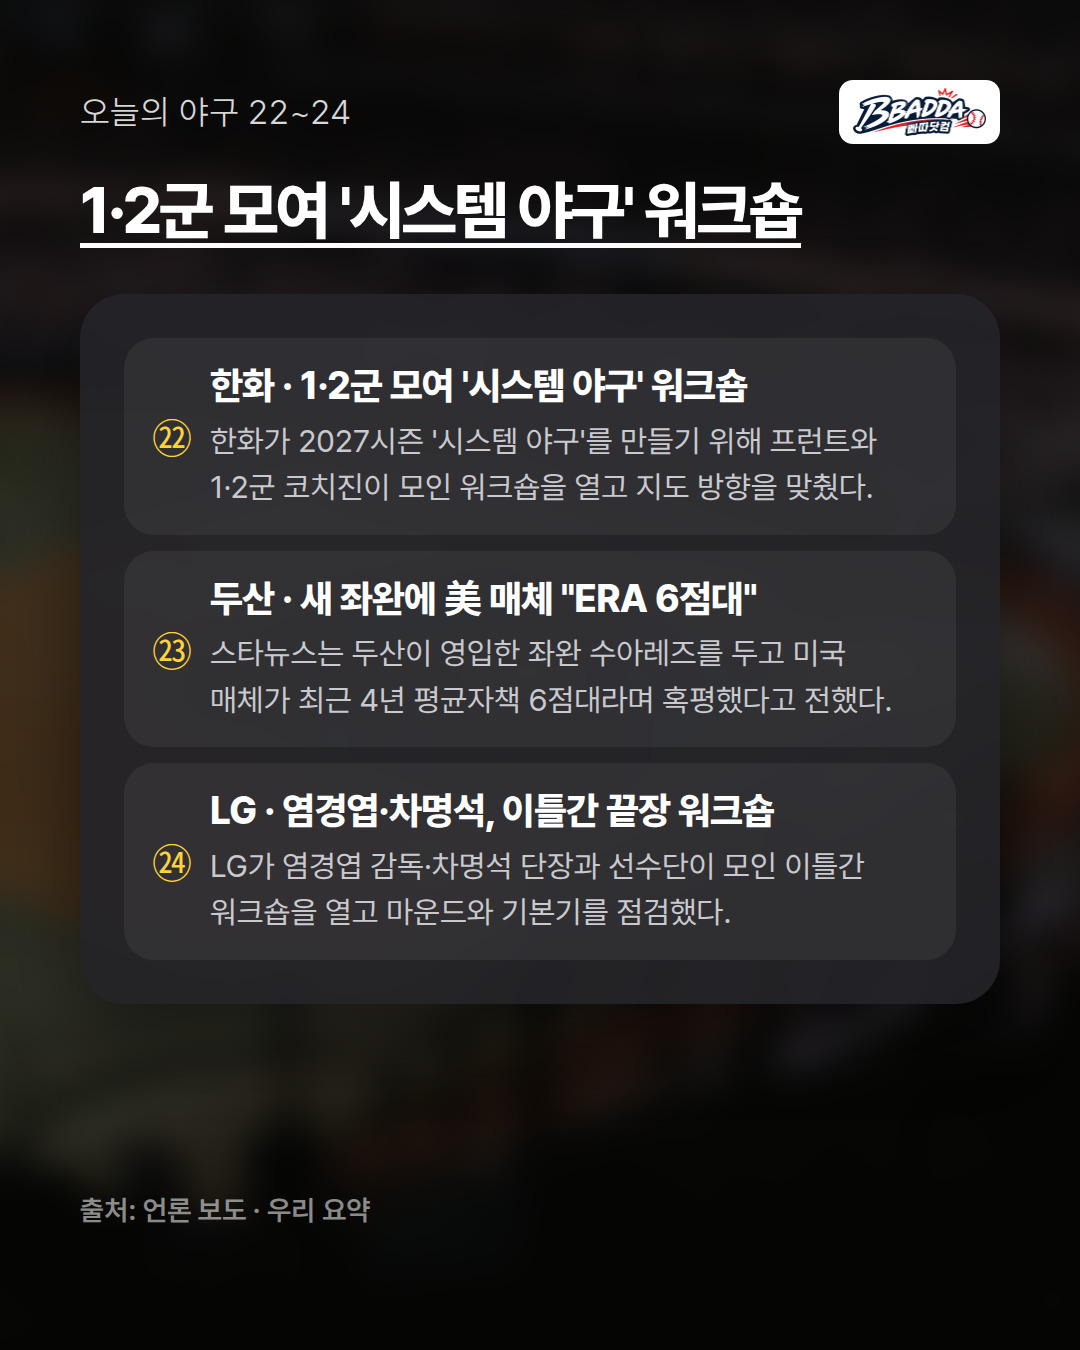 오늘의 야구 22~24
BBADDA
빠따닷컴
1·2군 모여 '시스템 야구' 워크숍
한화 · 1·2군 모여 '시스템 야구' 워크숍
㉒ 한화가 2027시즌 '시스템 야구'를 만들기 위해 프런트와
1·2군 코치진이 모인 워크숍을 열고 지도 방향을 맞췄다.
두산 · 새 좌완에 美 매체 "ERA 6점대"
㉓ 스타뉴스는 두산이 영입한 좌완 수아레즈를 두고 미국
매체가 최근 4년 평균자책 6점대라며 혹평했다고 전했다.
LG · 염경엽·차명석, 이틀간 끝장 워크숍
㉔ LG가 염경엽 감독·차명석 단장과 선수단이 모인 이틀간
워크숍을 열고 마운드와 기본기를 점검했다.
출처: 언론 보도 · 우리 요약